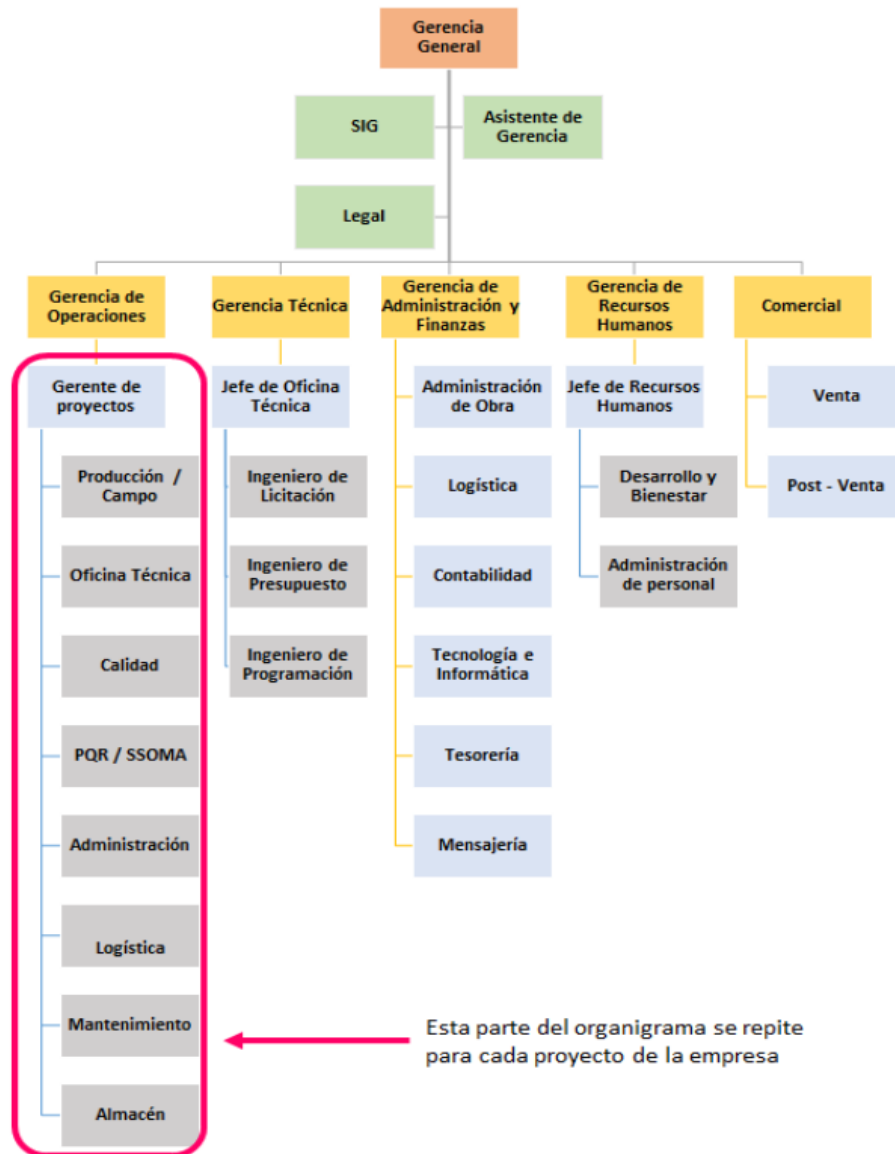 Gerencia
General
SIG
Asistente de
Gerencia
Legal
Gerencia de
Operaciones
Gerencia Técnica
Gerencia de
Administración y
Finanzas
Gerencia de
Recursos
Humanos
Comercial
Gerente de
proyectos
Jefe de Oficina
Técnica
Administración
de Obra
Jefe de Recursos
Humanos
Venta
Producción /
Campo
Ingeniero de
Licitación
Logística
Desarrollo y
Bienestar
Post - Venta
Oficina Técnica
Ingeniero de
Presupuesto
Contabilidad
Administración
de personal
Calidad
Ingeniero de
Programación
Tecnología e
Informática
PQR / SSOMA
Tesorería
Administración
Mensajería
Logística
Mantenimiento
Esta parte del organigrama se repite
para cada proyecto de la empresa
Almacén